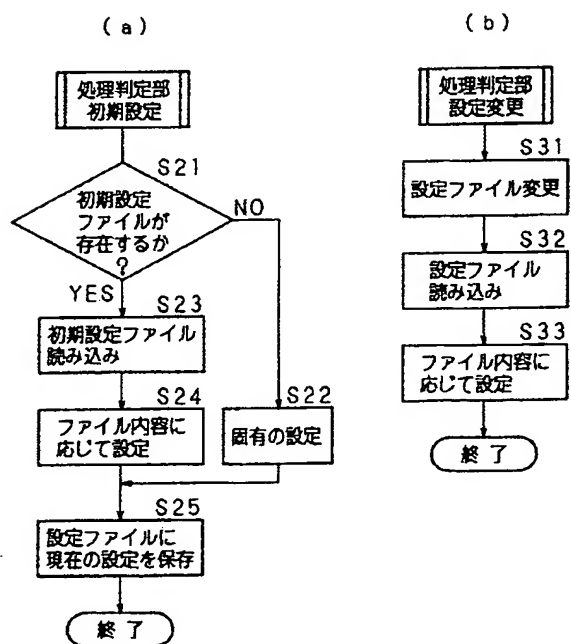 (a)
処理判定部
初期設定
S21
初期設定
ファイルが
存在するか
?
NO
YES
S23
初期設定ファイル
読み込み
S24
ファイル内容に
応じて設定
S22
固有の設定
S25
設定ファイルに
現在の設定を保存
終了
(b)
処理判定部
設定変更
S31
設定ファイル変更
S32
設定ファイル
読み込み
S33
ファイル内容に
応じて設定
終了